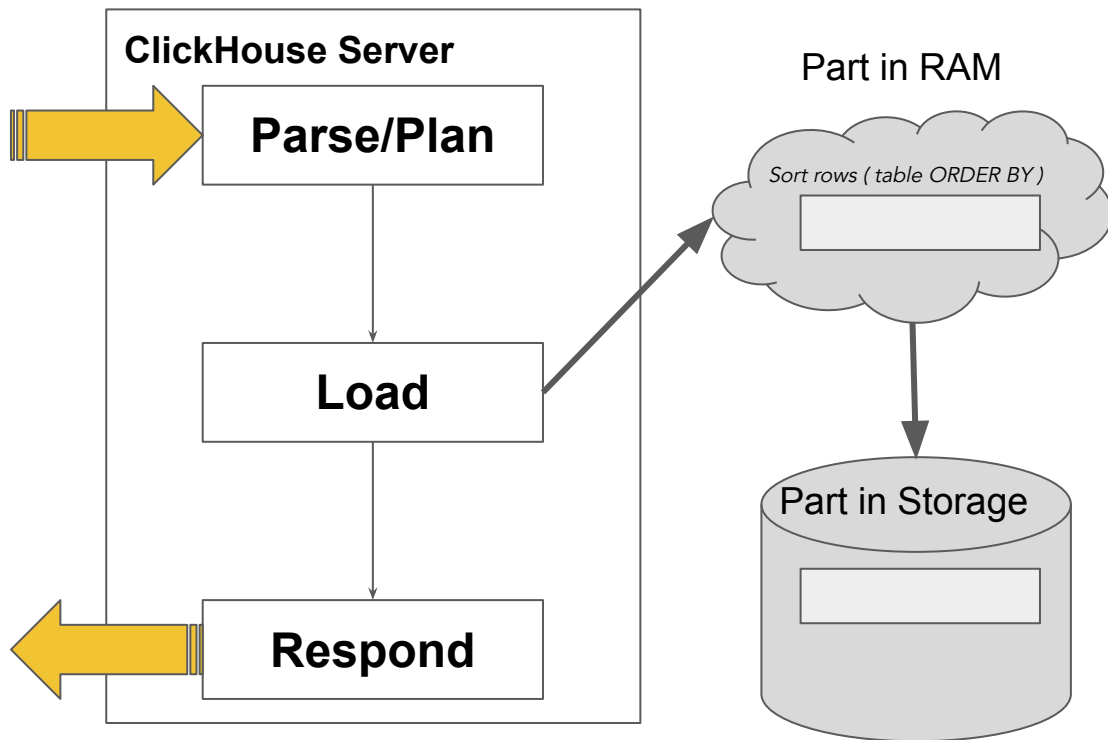 ClickHouse Server
Parse/Plan
Load
Respond
Part in RAM
Sort rows ( table ORDER BY )
Part in Storage